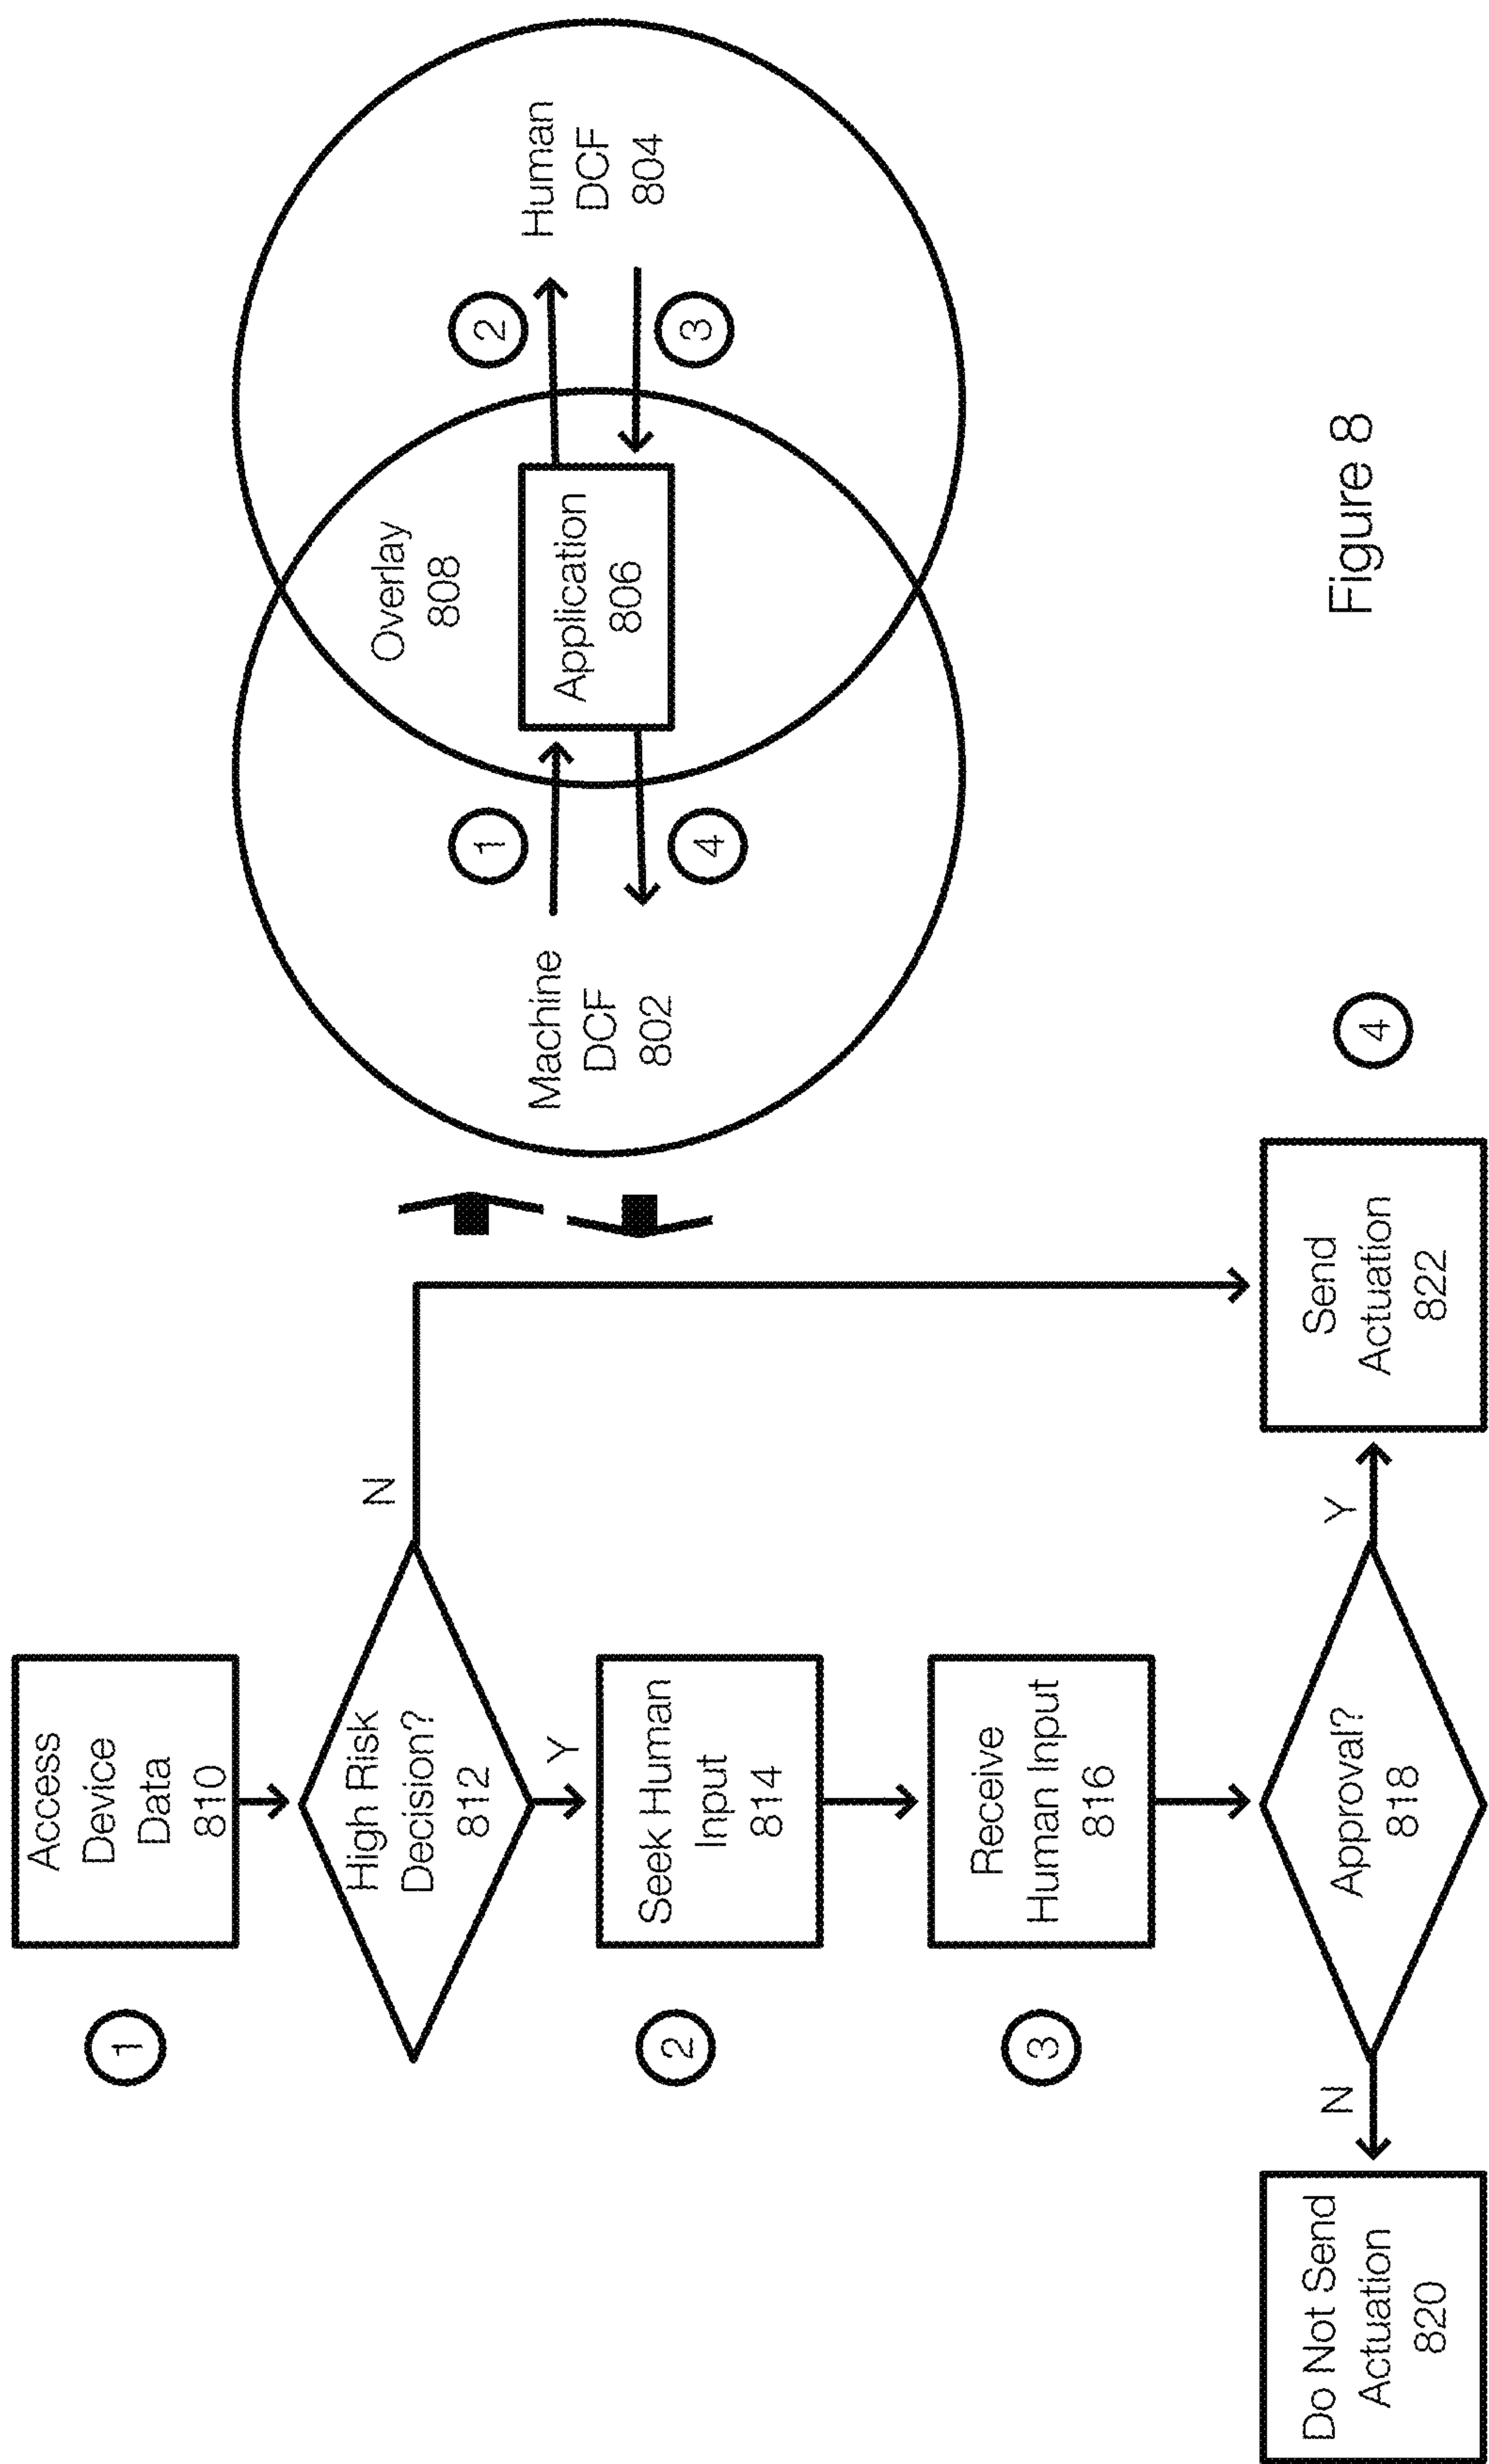 1
Access
Device
Data
810
High Risk
Decision?
812
N
Y
2
Seek Human
Input
814
3
Receive
Human Input
816
Approval?
818
N
Y
Do Not Send
Actuation
820
Send
Actuation
822
4
Overlay
808
Machine
DCF
802
1
4
Application
806
2
3
Human
DCF
804
Figure 8